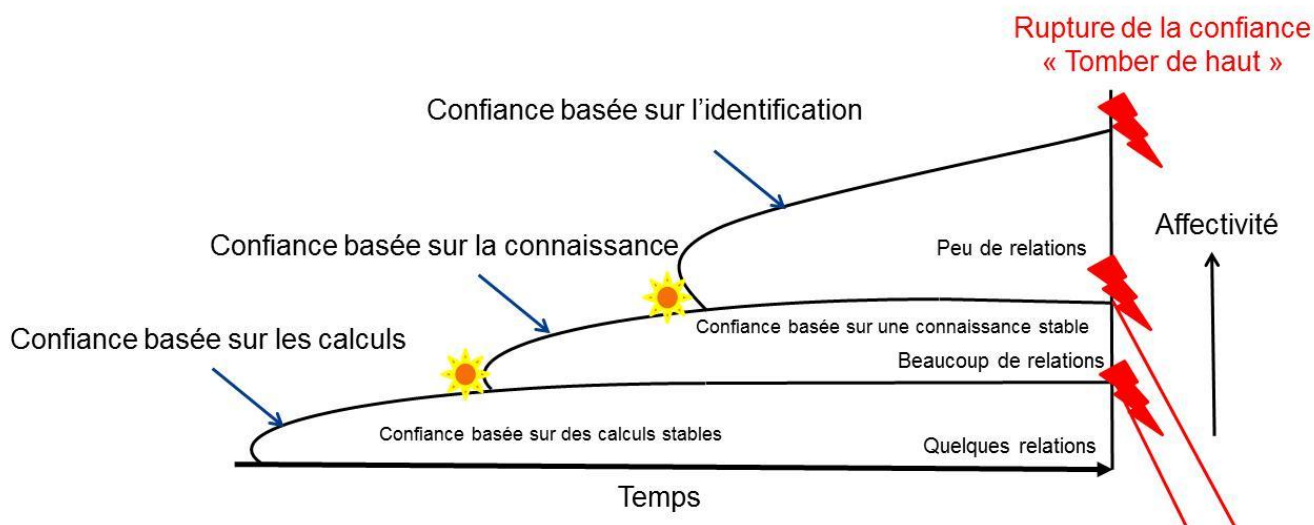 Rupture de la confiance
« Tomber de haut »
Confiance basée sur l'identification
Affectivité
Confiance basée sur la connaissance
Peu de relations
Confiance basée sur une connaissance stable
Confiance basée sur les calculs
Beaucoup de relations
Confiance basée sur des calculs stables
Quelques relations
Temps